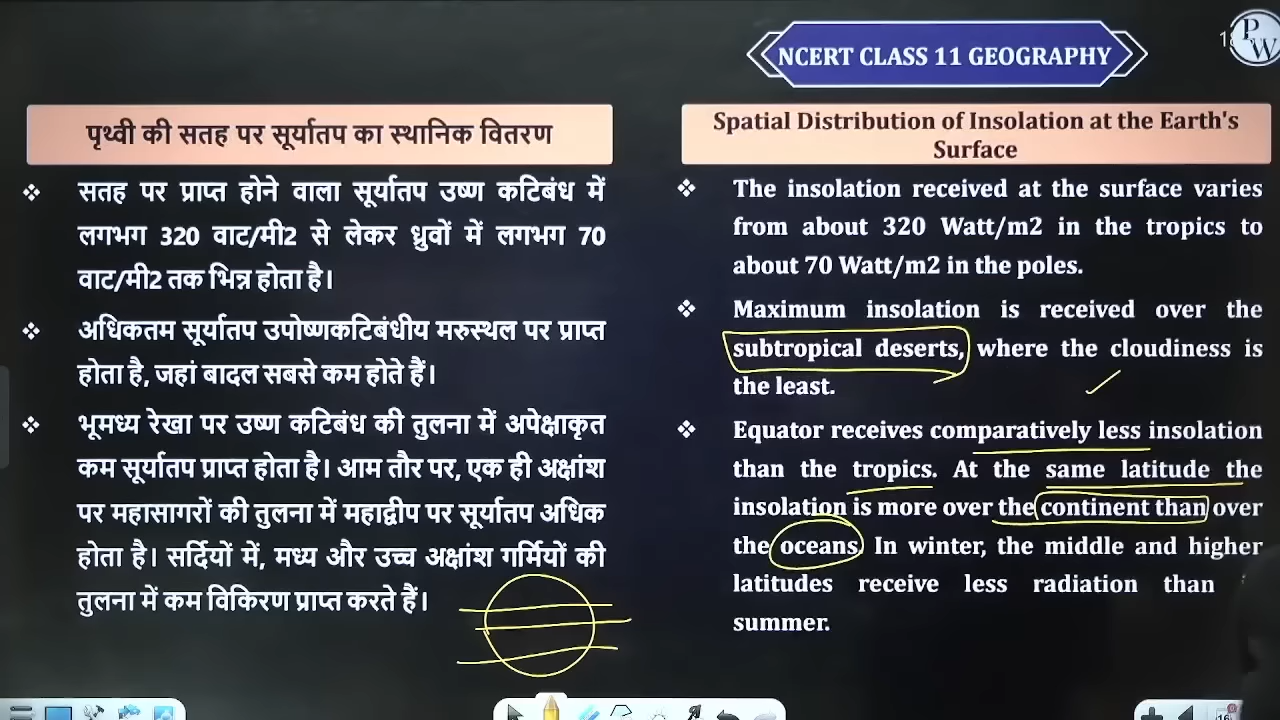 NCERT CLASS 11 GEOGRAPHY
PW
पृथ्वी की सतह पर सूर्यातप का स्थानिक वितरण
❖ सतह पर प्राप्त होने वाला सूर्यातप उष्ण कटिबंध में
लगभग 320 वाट/मी2 से लेकर ध्रुवों में लगभग 70
वाट/मी2 तक भिन्न होता है।
❖ अधिकतम सूर्यातप उपोष्णकटिबंधीय मरुस्थल पर प्राप्त
होता है, जहां बादल सबसे कम होते हैं।
❖ भूमध्य रेखा पर उष्ण कटिबंध की तुलना में अपेक्षाकृत
कम सूर्यातप प्राप्त होता है। आम तौर पर, एक ही अक्षांश
पर महासागरों की तुलना में महाद्वीप पर सूर्यातप अधिक
होता है। सर्दियों में, मध्य और उच्च अक्षांश गर्मियों की
तुलना में कम विकिरण प्राप्त करते हैं।
Spatial Distribution of Insolation at the Earth's
Surface
❖ The insolation received at the surface varies
from about 320 Watt/m2 in the tropics to
about 70 Watt/m2 in the poles.
❖ Maximum insolation is received over the
subtropical deserts, where the cloudiness is
the least.
❖ Equator receives comparatively less insolation
than the tropics. At the same latitude the
insolation is more over the continent than over
the oceans. In winter, the middle and higher
latitudes receive less radiation than
summer.